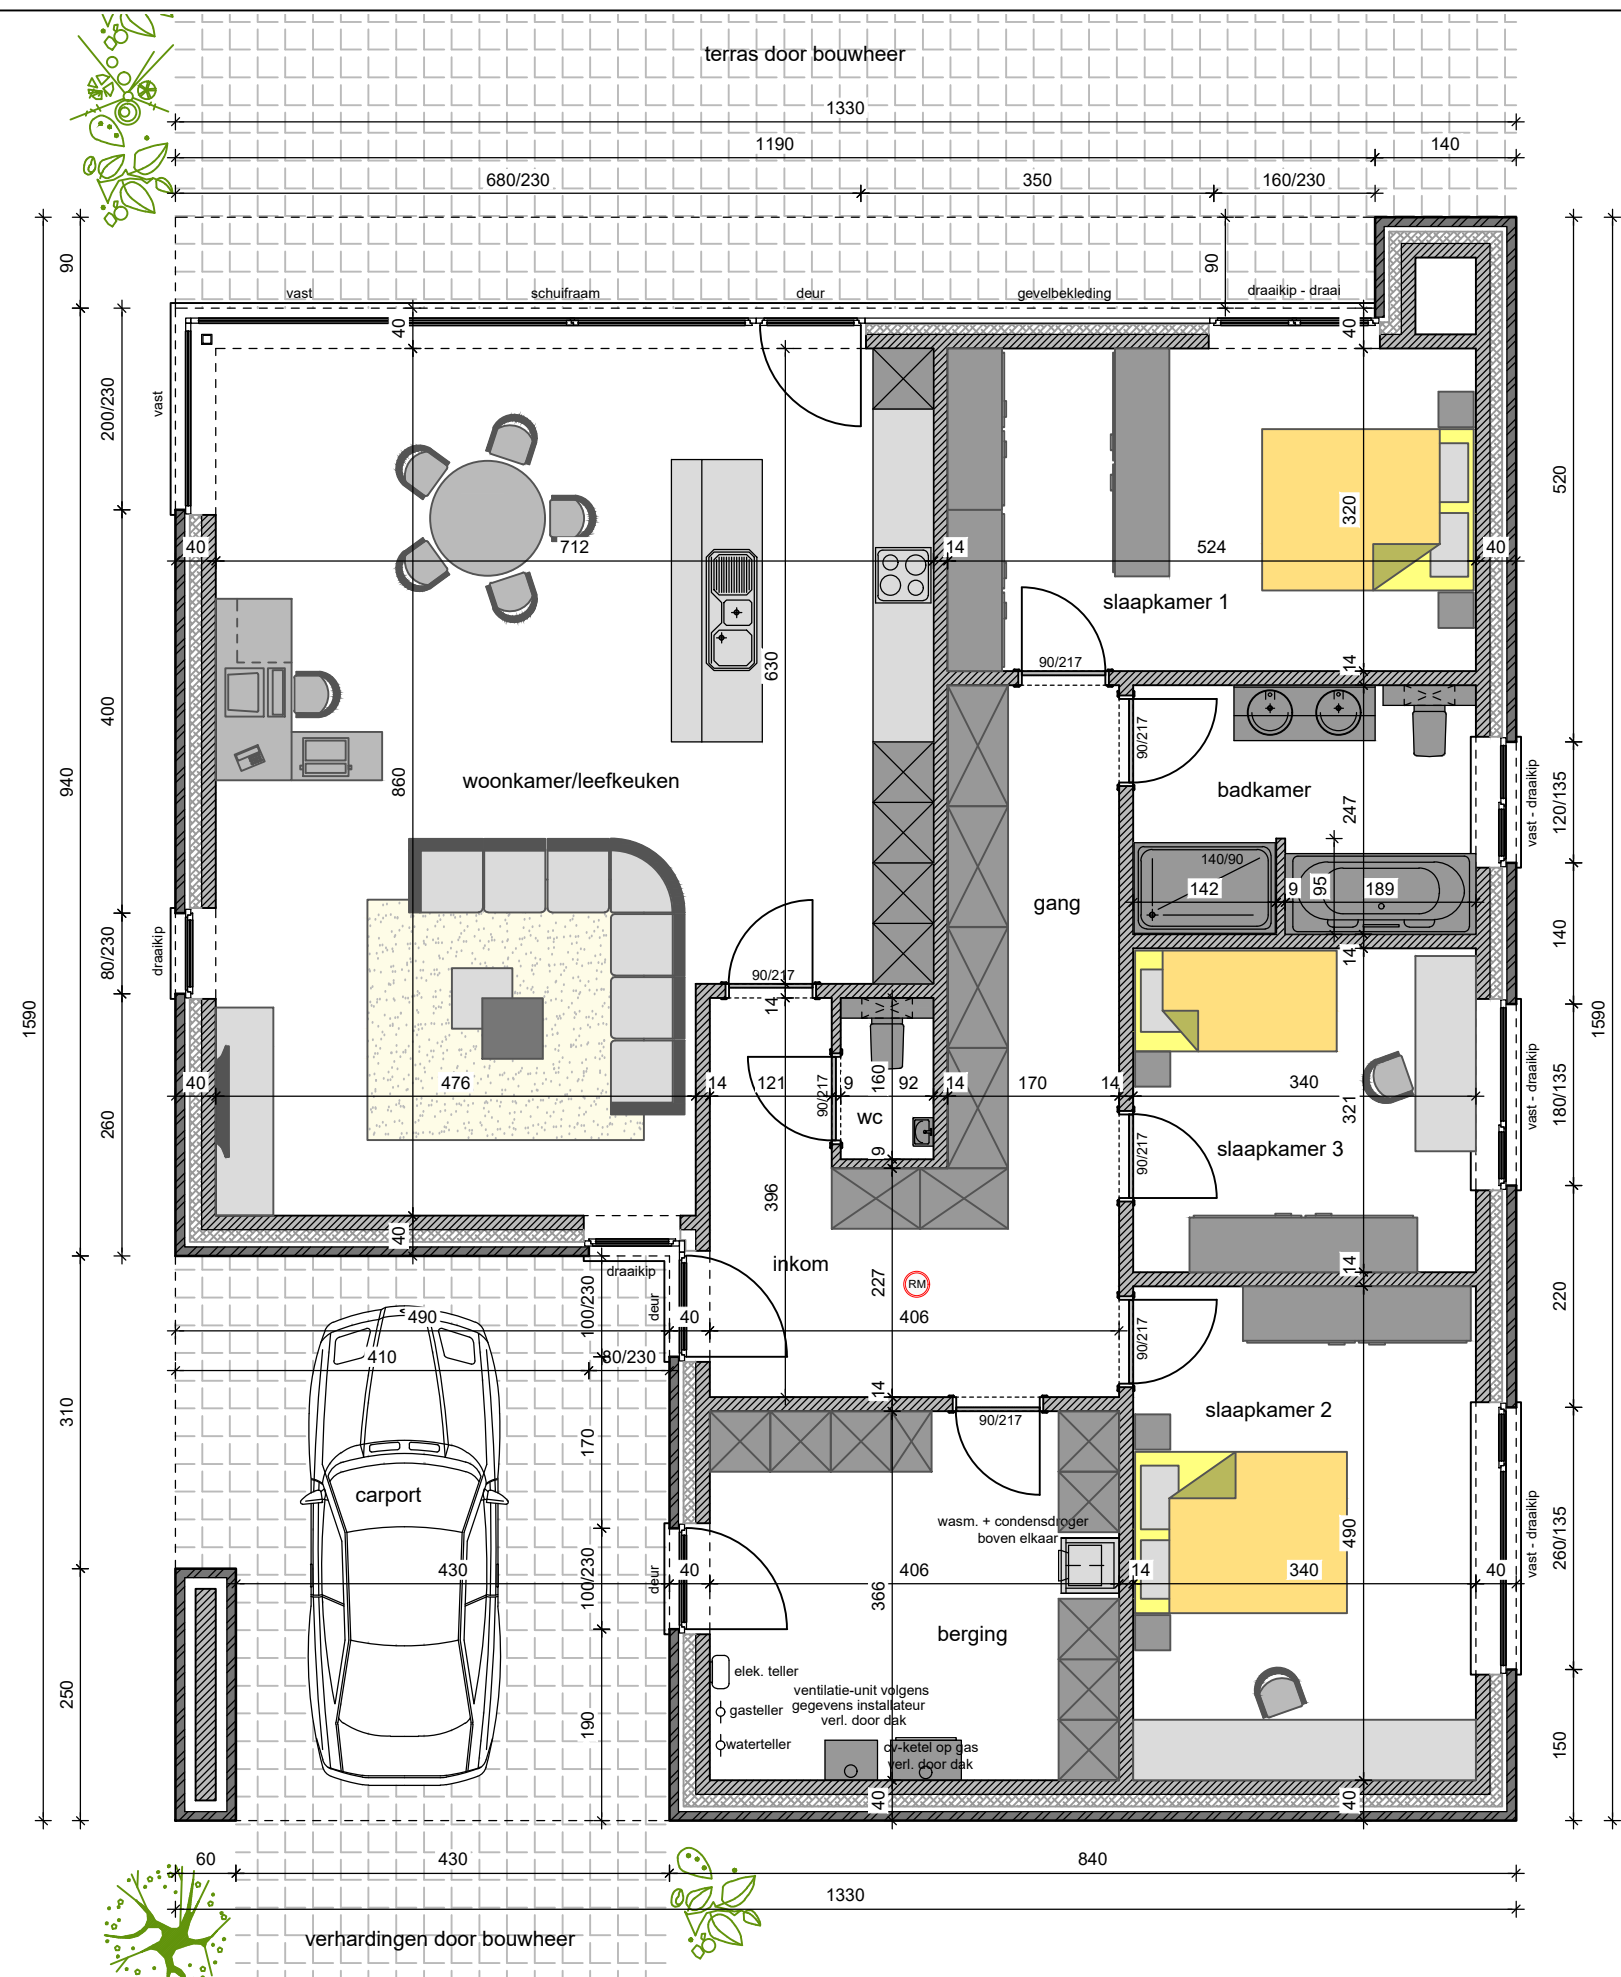 terras door bouwheer
1330
1190
140
680/230
350
160/230
90
90
vast
schuifraam
deur
gevelbekleding
draaikip - draai
40
40
200/230
vast
520
320
40
712
14
524
40
slaapkamer 1
630
14
90/217
400
90/217
940
860
woonkamer/leefkeuken
badkamer
247
vast - draaikip
120/135
140/90
142
9
95
189
gang
80/230
draaikip
140
14
90/217
14
1590
1590
40
476
14
121
90/217
9
160
92
14
170
14
340
321
vast - draaikip
180/135
wc
260
9
90/217
slaapkamer 3
396
40
inkom
14
draaikip
227
RM
100/230
deur
220
490
40
406
90/217
410
80/230
14
310
90/217
slaapkamer 2
170
carport
wasm. + condensdroger
boven elkaar
490
vast - draaikip
260/135
430
100/230
deur
40
406
366
14
340
40
berging
elek. teller
ventilatie-unit volgens
gegevens installateur
verl. door dak
gasteller
waterteller
cv-ketel op gas
verl. door dak
250
190
150
40
40
60
430
840
1330
verhardingen door bouwheer